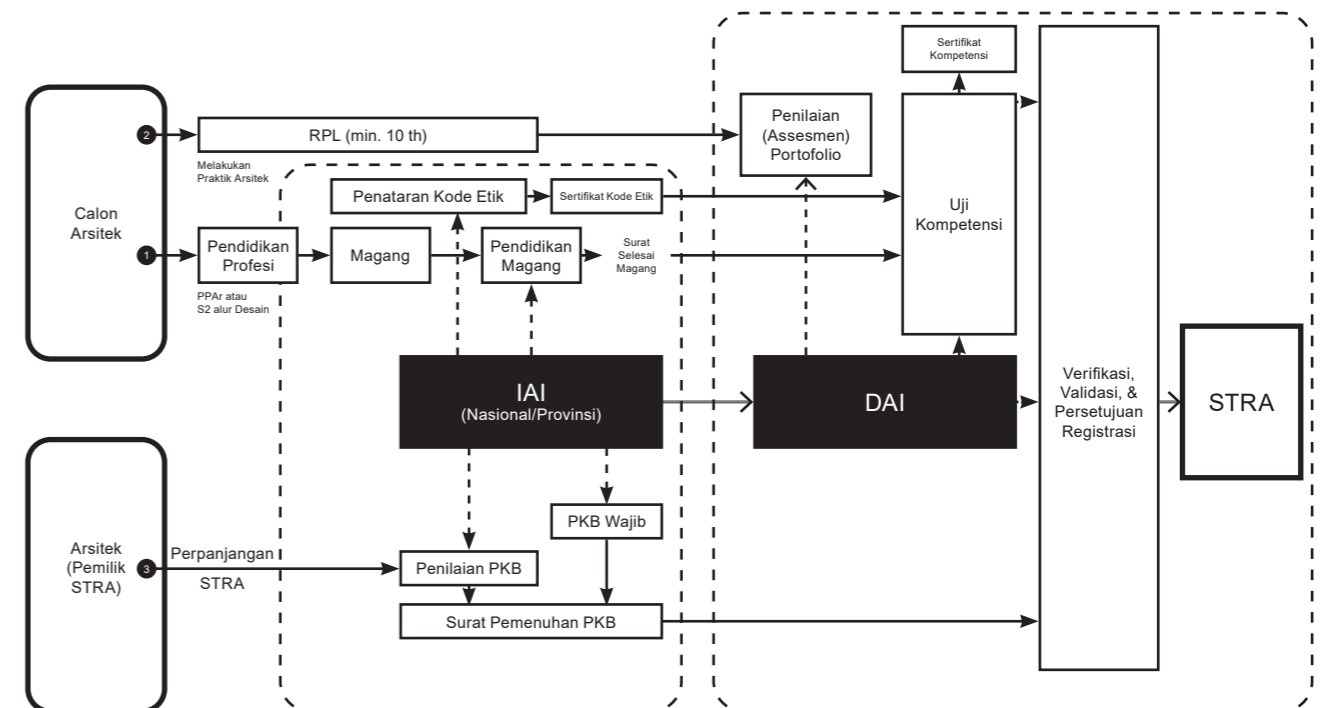 Sertifikat
Kompetensi
2
RPL (min. 10 th)
Penilaian
(Assesmen)
Portofolio
Melakukan
Praktik Arsitek
Penataran Kode Etik
Sertifikat Kode Etik
Calon
Arsitek
Uji
Kompetensi
1
Pendidikan
Profesi
Magang
Pendidikan
Magang
Surat
Selesai
Magang
PPAr atau
S2 alur Desain
IAI
(Nasional/Provinsi)
DAI
Verifikasi,
Validasi, &
Persetujuan
Registrasi
STRA
PKB Wajib
Arsitek
(Pemilik
STRA)
3
Perpanjangan
STRA
Penilaian PKB
Surat Pemenuhan PKB